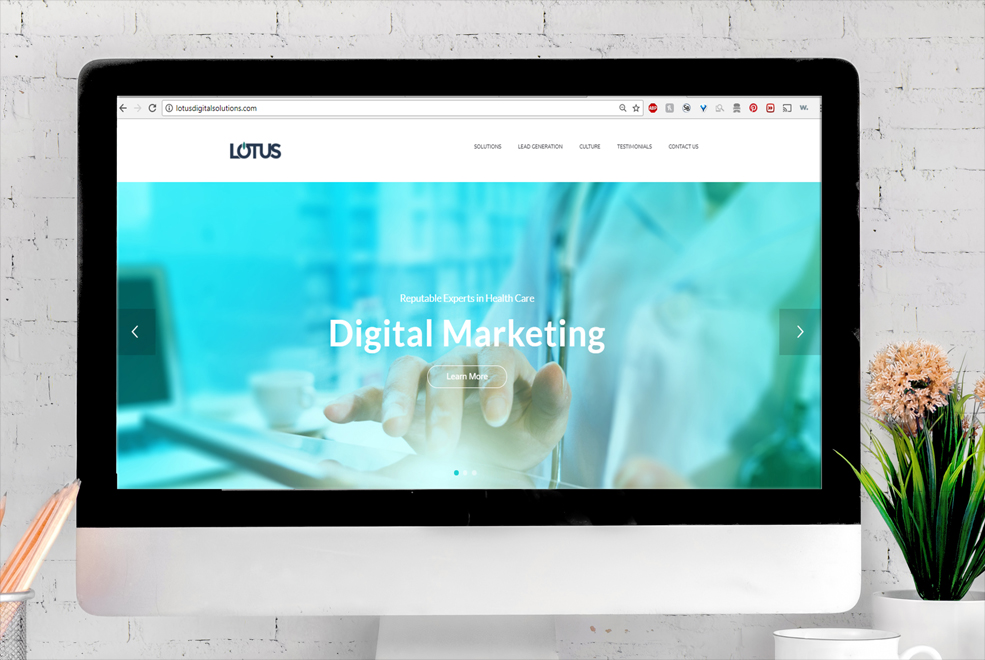 lotusdigitalsolutions.com
LOTUS
SOLUTIONS LEAD GENERATION CULTURE TESTIMONIALS CONTACT US
Reputable Experts in Health Care
Digital Marketing
Learn More